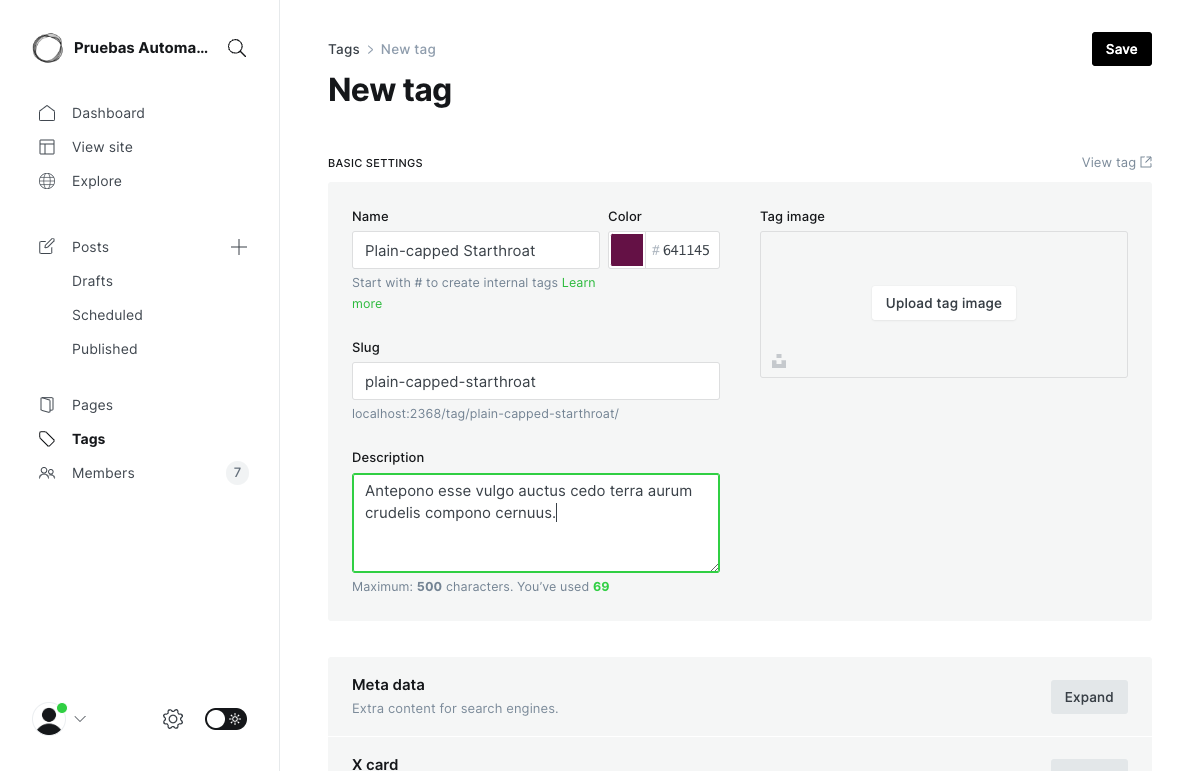 Pruebas Automa...
Dashboard
View site
Explore
Posts
Drafts
Scheduled
Published
Pages
Tags
Members 7
Tags > New tag
Save
New tag
BASIC SETTINGS
View tag
Name
Plain-capped Starthroat
Start with # to create internal tags Learn
more
Color
# 641145
Slug
plain-capped-starthroat
localhost:2368/tag/plain-capped-starthroat/
Description
Antepono esse vulgo auctus cedo terra aurum
crudelis compono cernuus.
Maximum: 500 characters. You’ve used 69
Tag image
Upload tag image
Meta data
Extra content for search engines.
Expand
X card